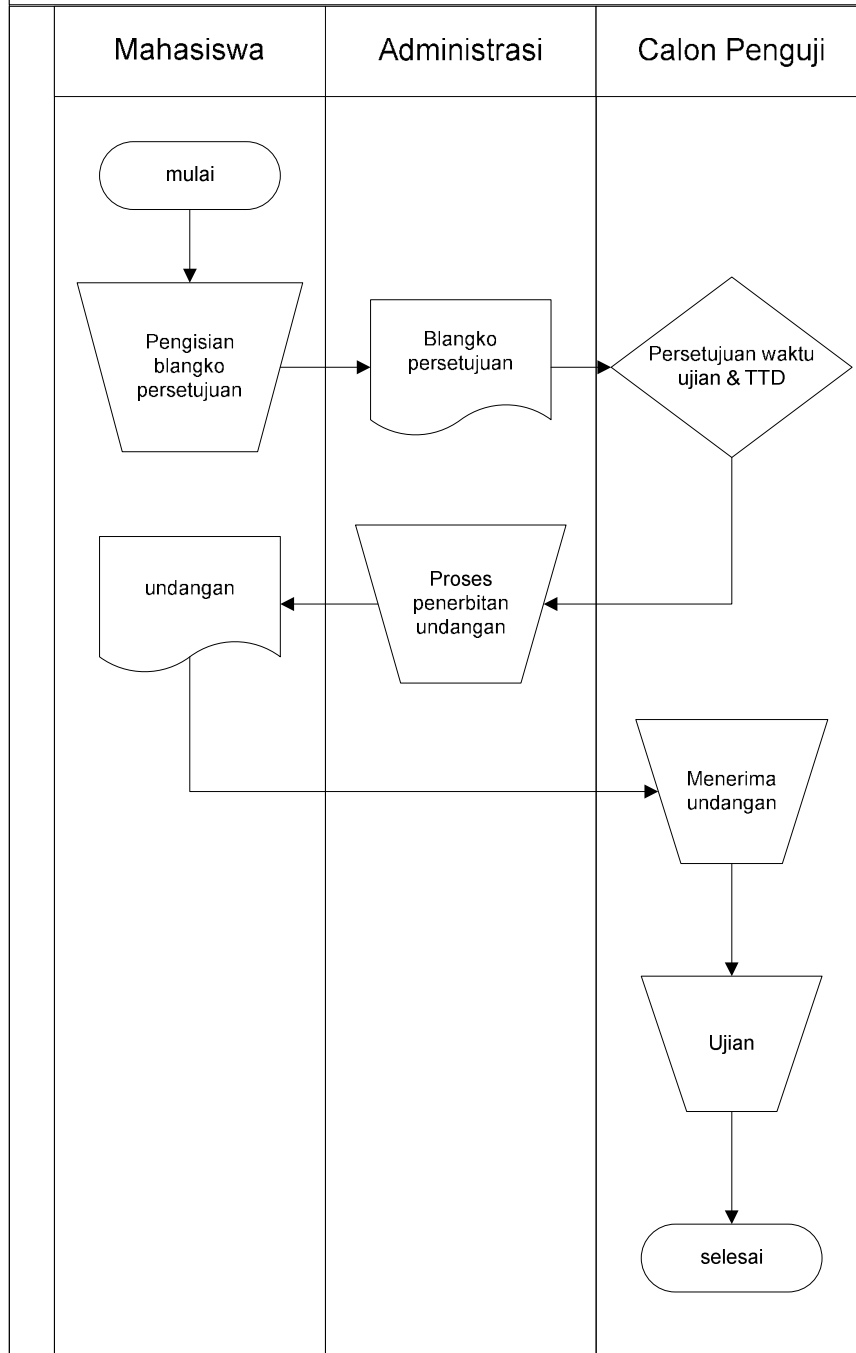 Mahasiswa
Administrasi
Calon Penguji
mulai
Pengisian
blangko
persetujuan
Blangko
persetujuan
Persetujuan waktu
ujian & TTD
undangan
Proses
penerbitan
undangan
Menerima
undangan
Ujian
selesai